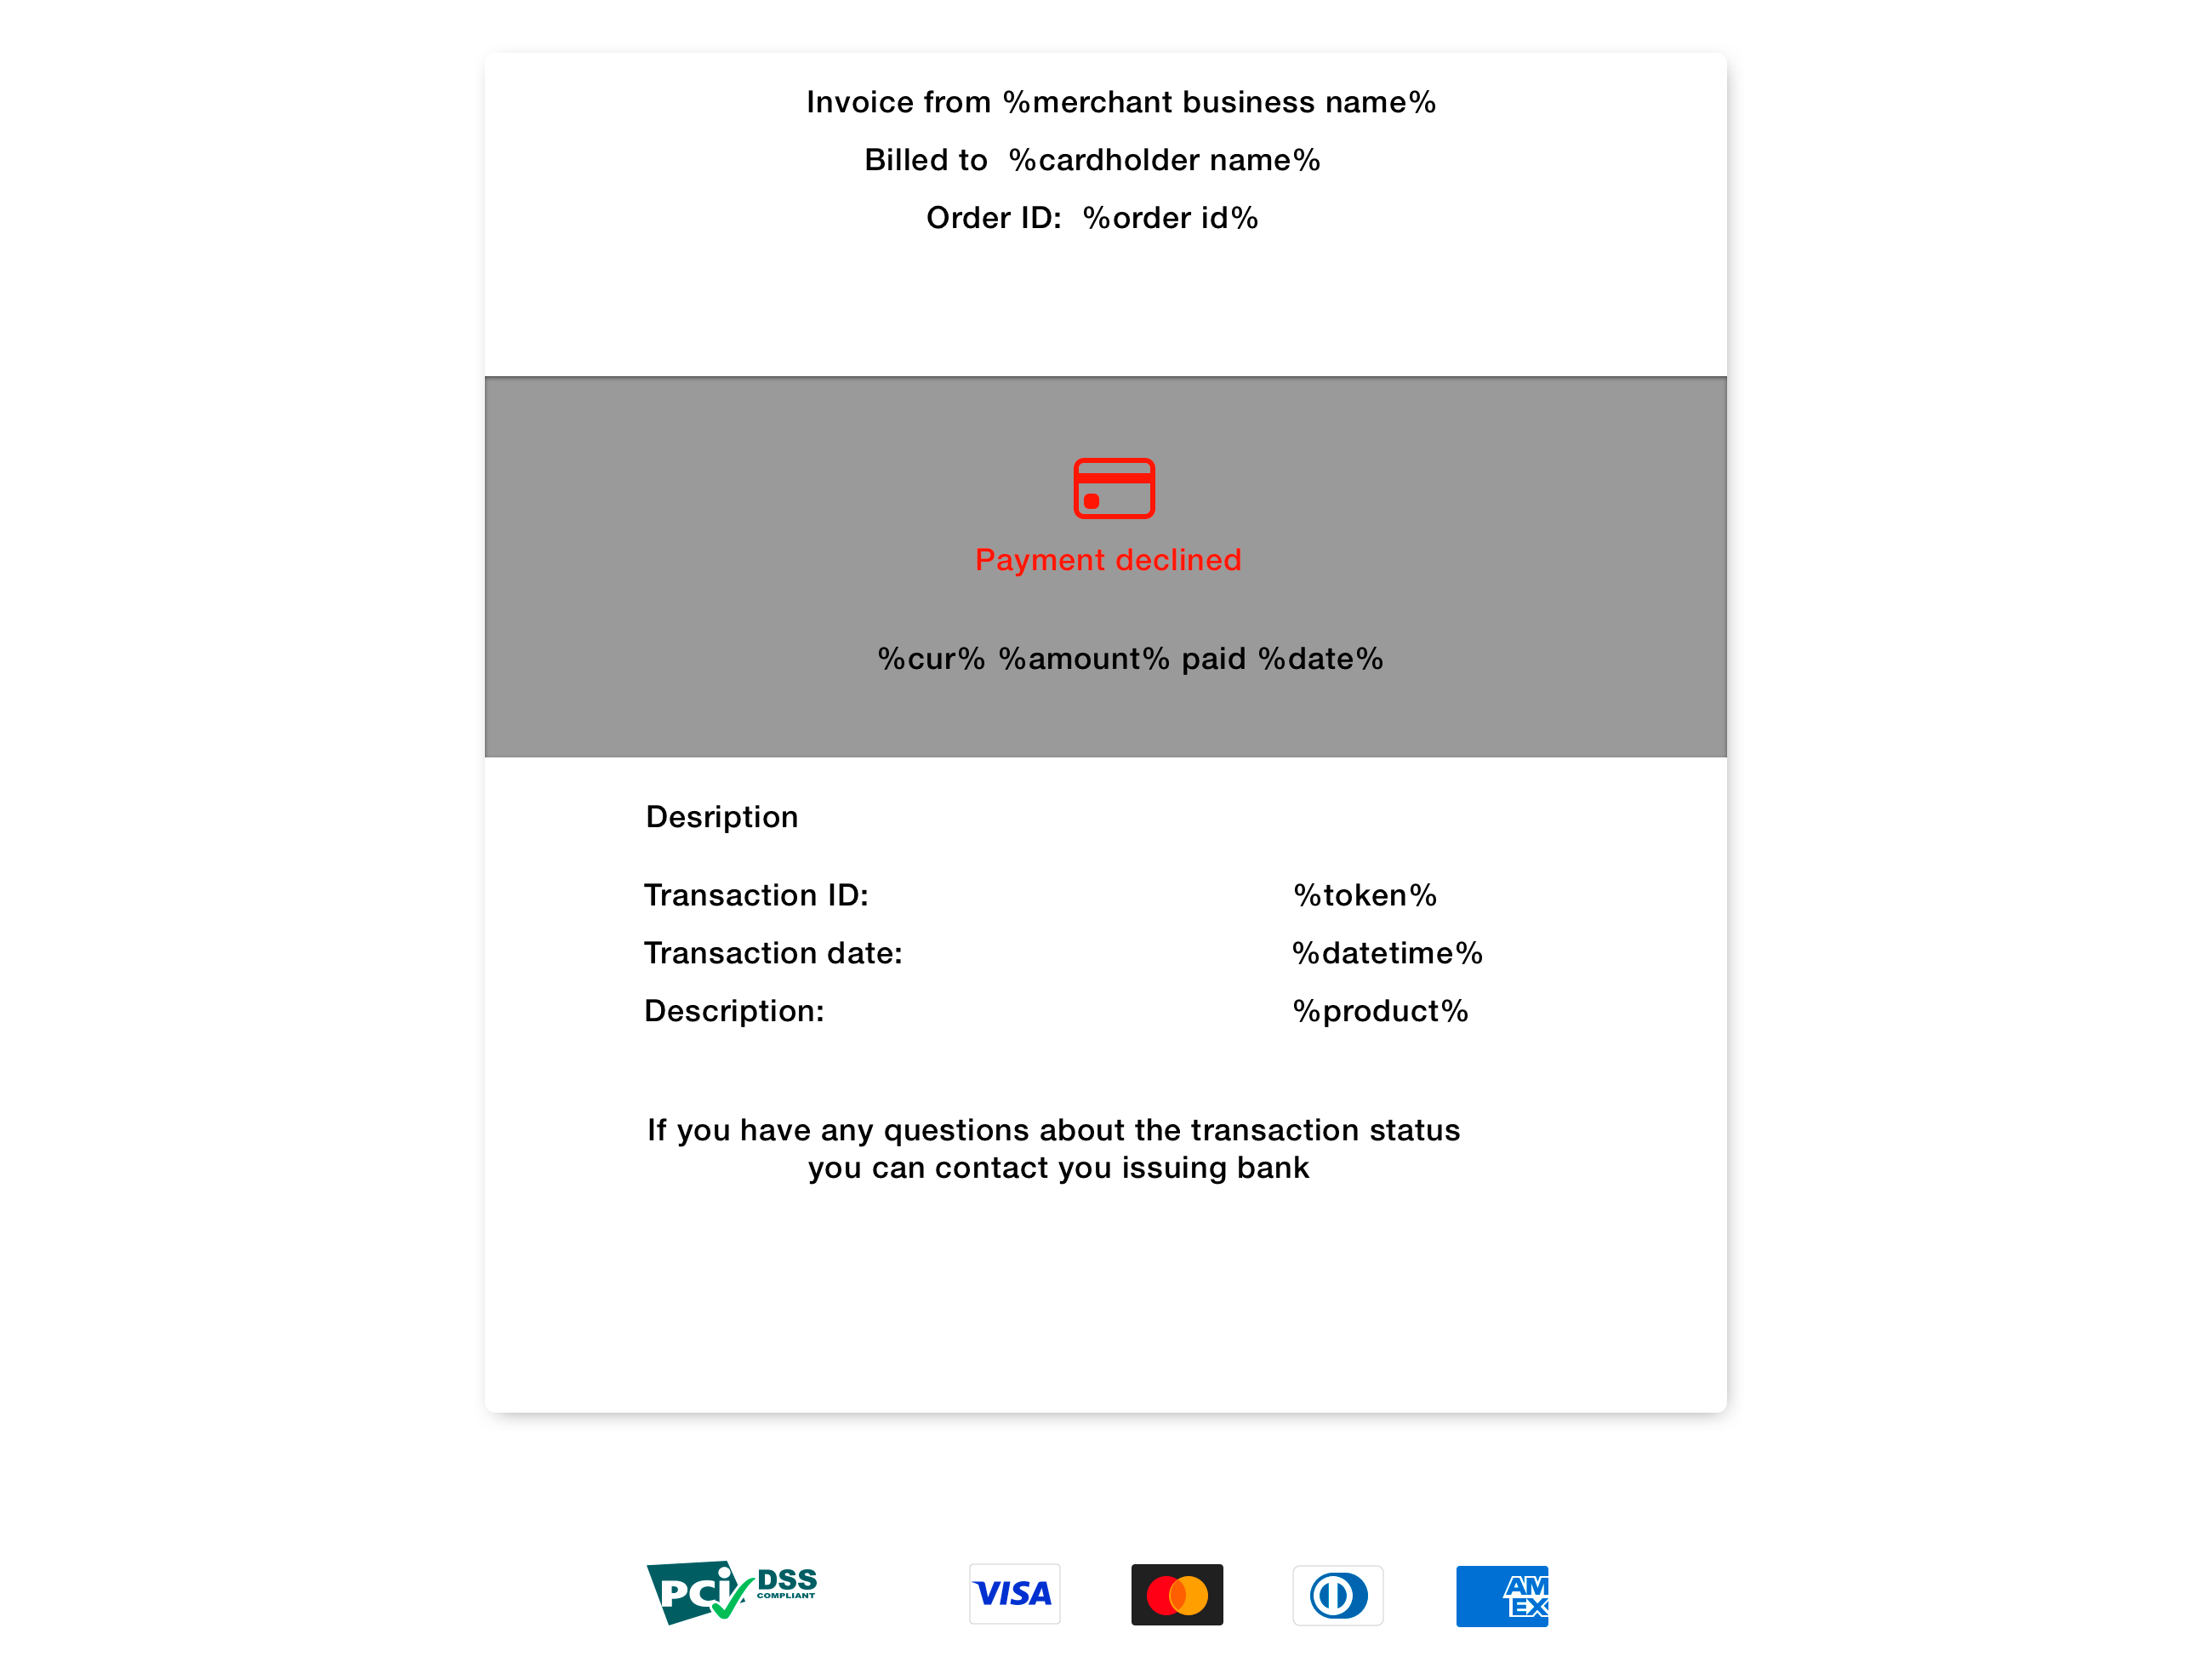 Invoice from %merchant business name%
Billed to %cardholder name%
Order ID: %order id%
Payment declined
%cur% %amount% paid %date%
Desription
Transaction ID: %token%
Transaction date: %datetime%
Description: %product%
If you have any questions about the transaction status
you can contact you issuing bank
PCi DSS COMPLIANT VISA AM EX